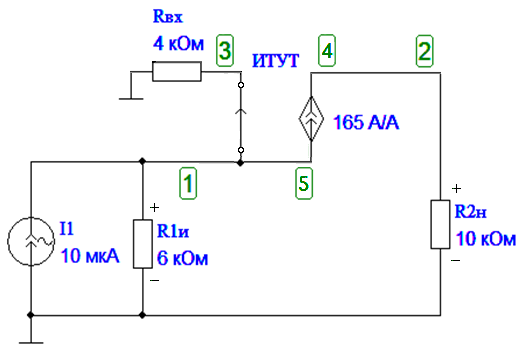 Rвх
4 кОм
3
ИТУТ
4
2
165 A/A
1
5
I1
10 мкА
+
R1и
6 кОм
−
+
R2н
10 кОм
−